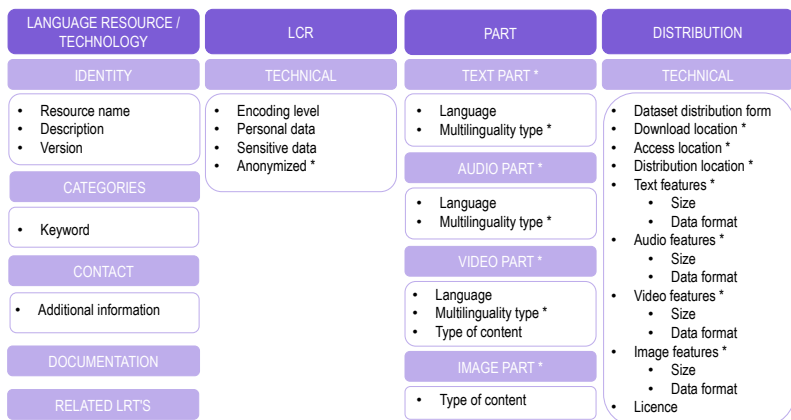 LANGUAGE RESOURCE /
TECHNOLOGY
IDENTITY
• Resource name
• Description
• Version
CATEGORIES
• Keyword
CONTACT
• Additional information
DOCUMENTATION
RELATED LRT'S
LCR
TECHNICAL
• Encoding level
• Personal data
• Sensitive data
• Anonymized *
PART
TEXT PART *
• Language
• Multilinguality type *
AUDIO PART *
• Language
• Multilinguality type *
VIDEO PART *
• Language
• Multilinguality type *
• Type of content
IMAGE PART *
• Type of content
DISTRIBUTION
TECHNICAL
• Dataset distribution form
• Download location *
• Access location *
• Distribution location *
• Text features *
• Size
• Data format
• Audio features *
• Size
• Data format
• Video features *
• Size
• Data format
• Image features *
• Size
• Data format
• Licence